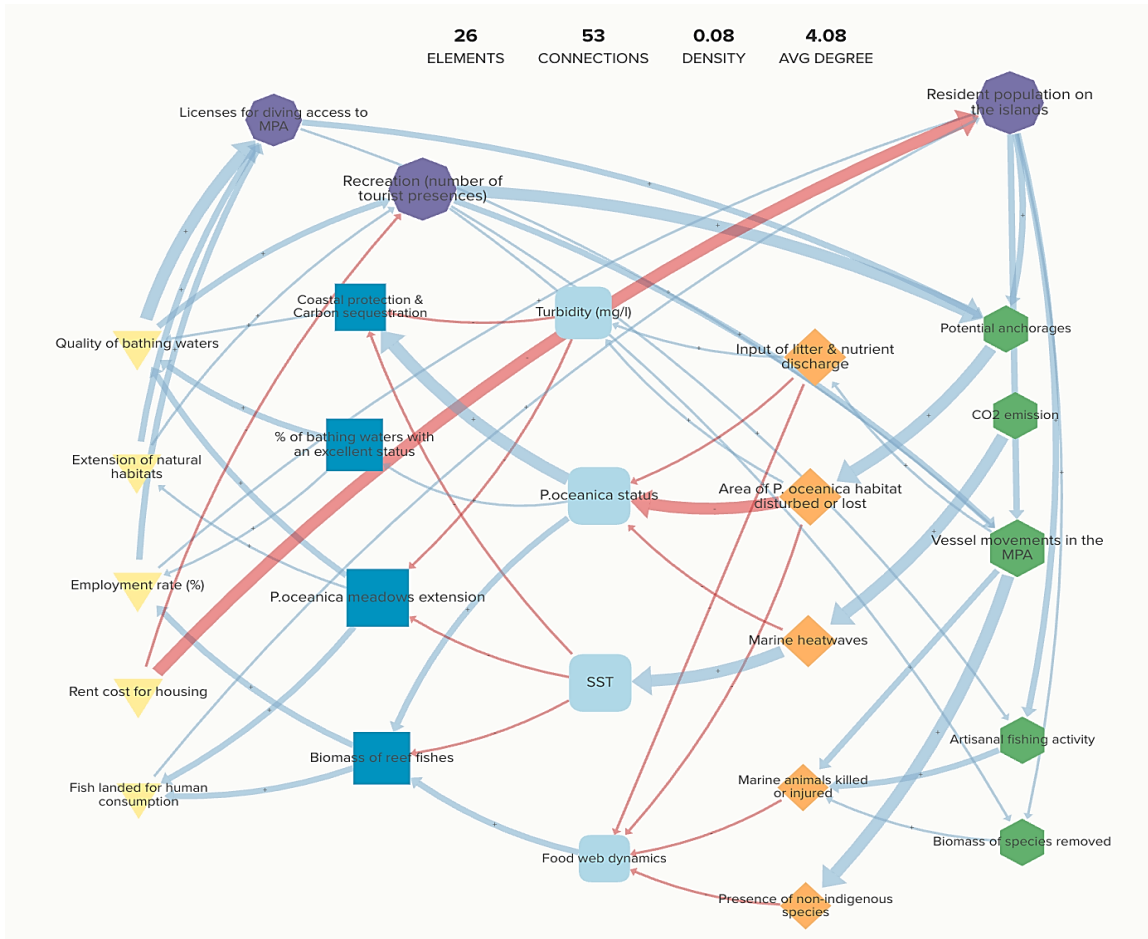 26
53
0.08
4.08
ELEMENTS
CONNECTIONS
DENSITY
AVG DEGREE
Licenses for diving access to
MPA
Resident population on
the islands
Recreation (number of
tourist presences)
Coastal protection &
Carbon sequestration
Turbidity (mg/l)
Potential anchorages
Quality of bathing waters
Input of litter & nutrient
discharge
CO2 emission
% of bathing waters with
an excellent status
Extension of natural
habitats
P.oceanica status
Area of P. oceanica habitat
disturbed or lost
Vessel movements in the
MPA
Employment rate (%)
P.oceanica meadows extension
Marine heatwaves
SST
Rent cost for housing
Artisanal fishing activity
Biomass of reef fishes
Fish landed for human
consumption
Marine animals killed
or injured
Biomass of species removed
Food web dynamics
Presence of non-indigenous
species